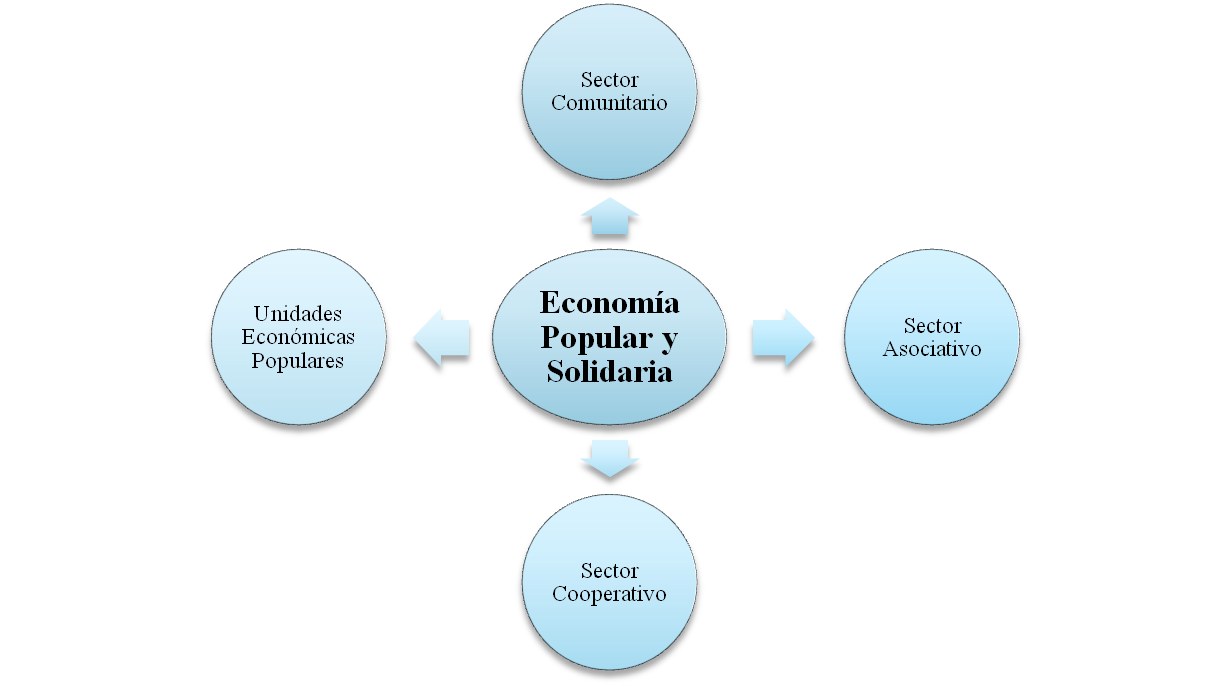 Sector
Comunitario
Unidades
Económicas
Populares
Economía
Popular y
Solidaria
Sector
Asociativo
Sector
Cooperativo